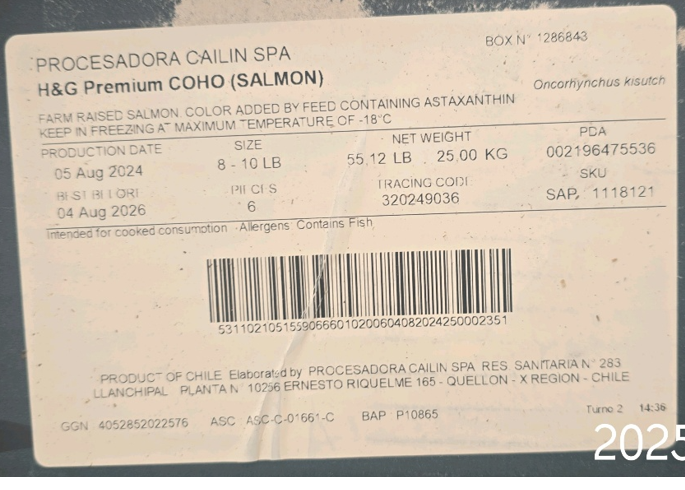 PROCESADORA CAILIN SPA
BOX N° 1286843
H&G Premium COHO (SALMON)
Oncorhynchus kisutch
FARM RAISED SALMON, COLOR ADDED BY FEED CONTAINING ASTAXANTHIN
KEEP IN FREEZING AT MAXIMUM TEMPERATURE OF -18°C
PRODUCTION DATE SIZE NET WEIGHT PDA
05 Aug 2024 8 - 10 LB 55.12 LB . 25.00 KG 002196475536
BEST BEFORE PIECES TRACING CODE SKU
04 Aug 2026 6 320249036 SAP. 1118121
Intended for cooked consumption Allergens: Contains Fish
53110210515590666010200604082024250002351
PRODUCT OF CHILE Elaborated by PROCESADORA CAILIN SPA RES. SANITARIA N° 283
LLANCHIPAL PLANTA N° 10256 ERNESTO RIQUELME 165 - QUELLON - X REGION - CHILE
GGN 4052852022576 ASC ASC-C-01661-C BAP P10865
Turno 2 14:36
2025